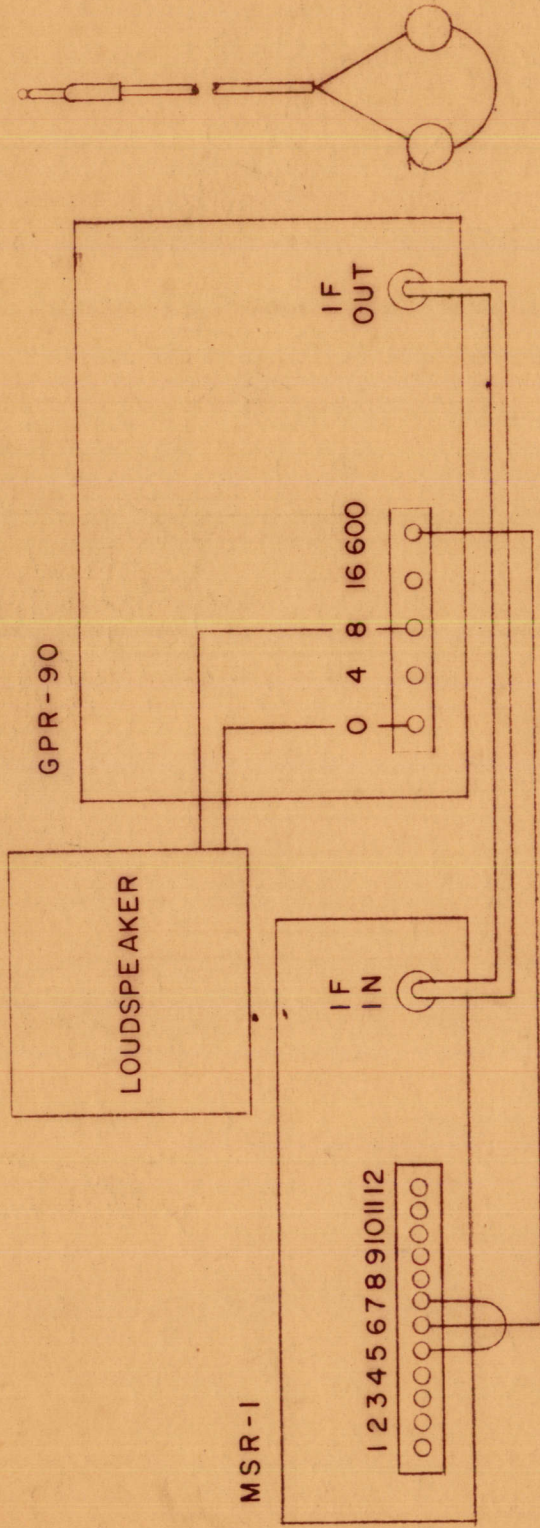 LOUDSPEAKER
GPR-90
0 4 8 16 600
IF
OUT
MSR-1
IF
IN
1 2 3 4 5 6 7 8 9 10 11 12